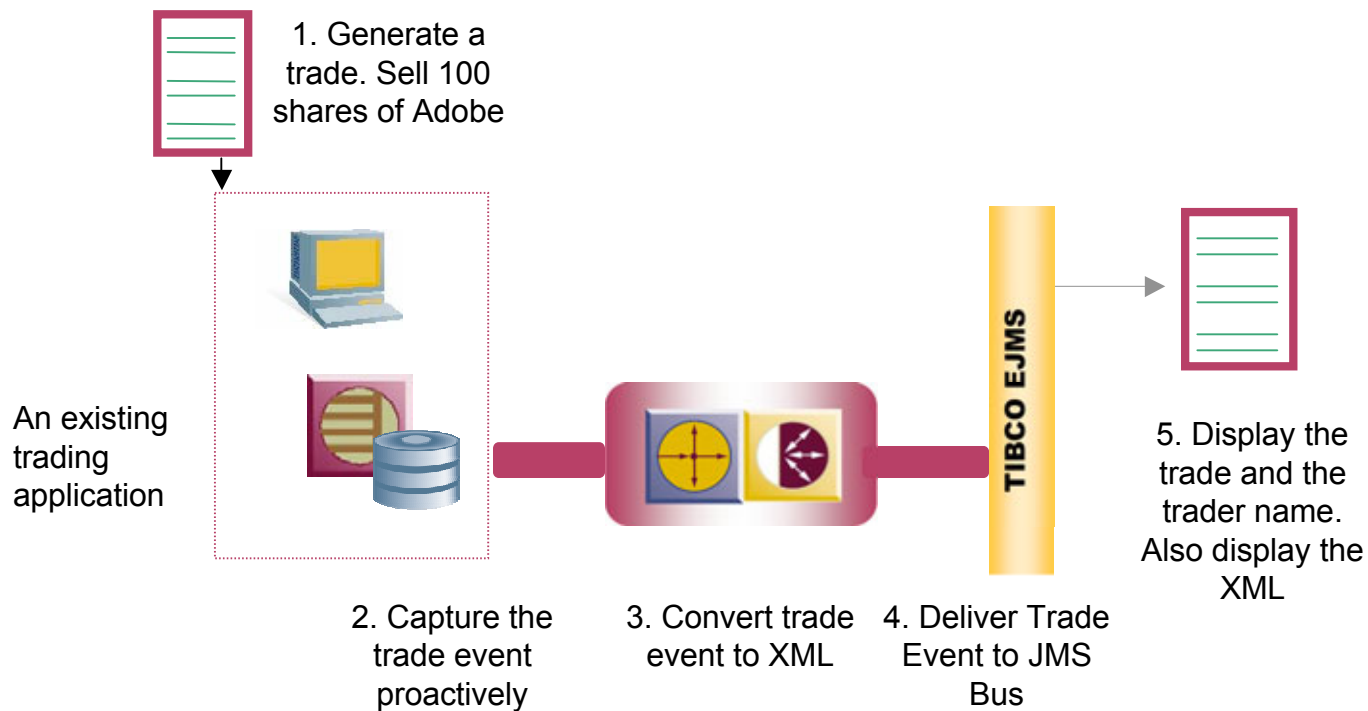 1. Generate a
trade. Sell 100
shares of Adobe
An existing
trading
application
TIBCO EJMS
2. Capture the
trade event
proactively
3. Convert trade
event to XML
4. Deliver Trade
Event to JMS
Bus
5. Display the
trade and the
trader name.
Also display the
XML